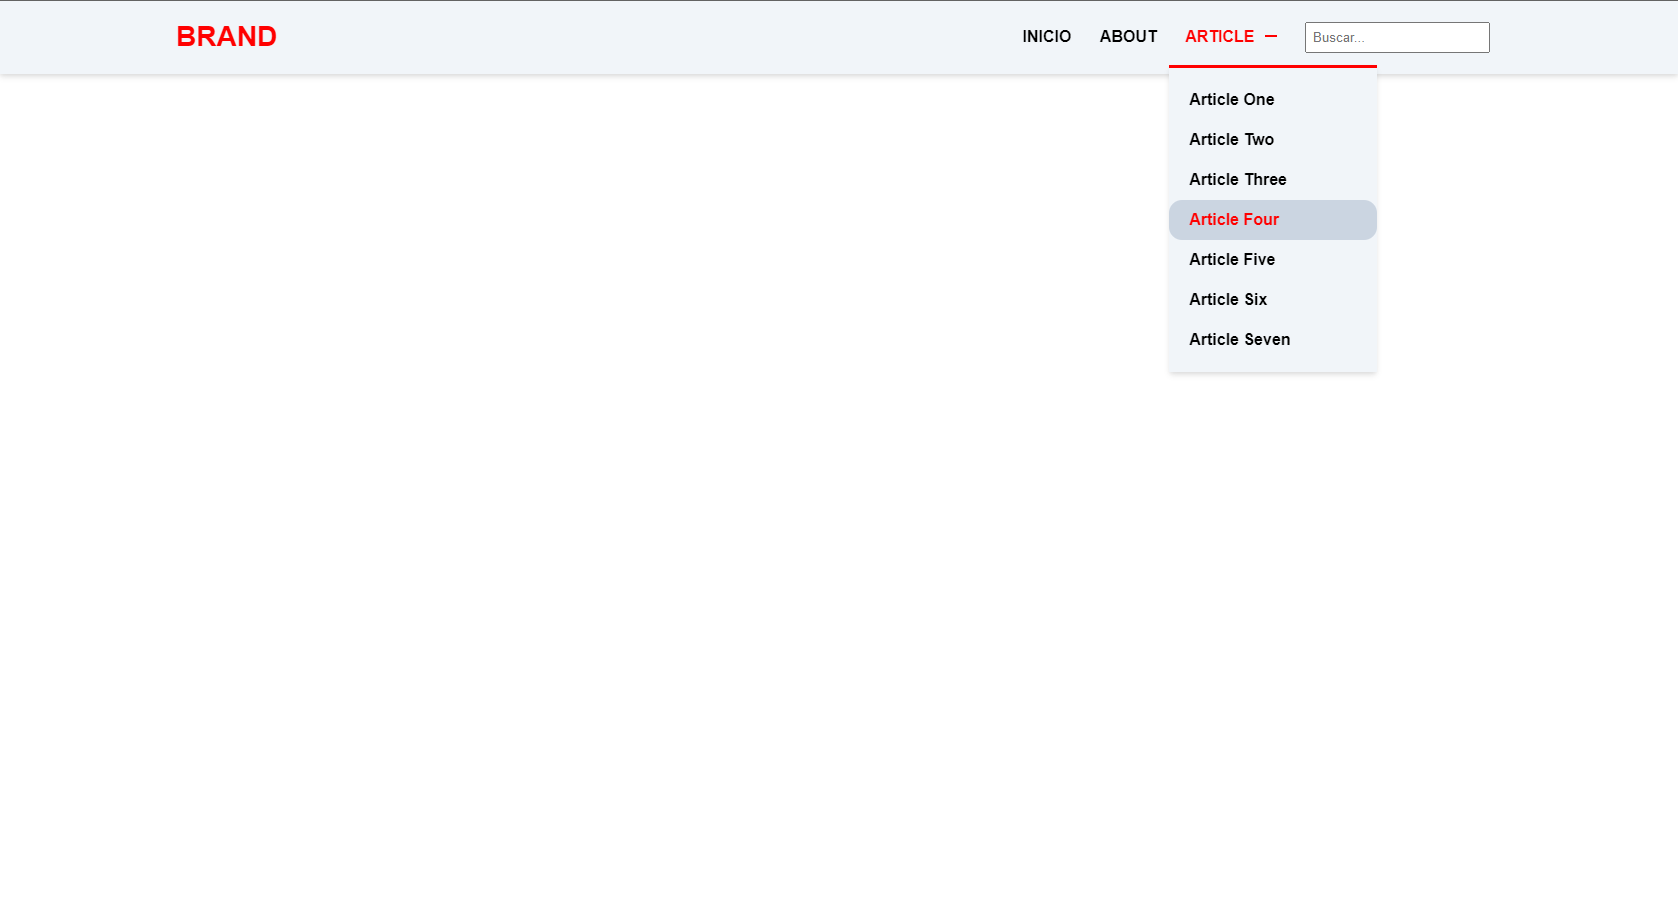 BRAND
INICIO ABOUT ARTICLE — Buscar...
Article One
Article Two
Article Three
Article Four
Article Five
Article Six
Article Seven